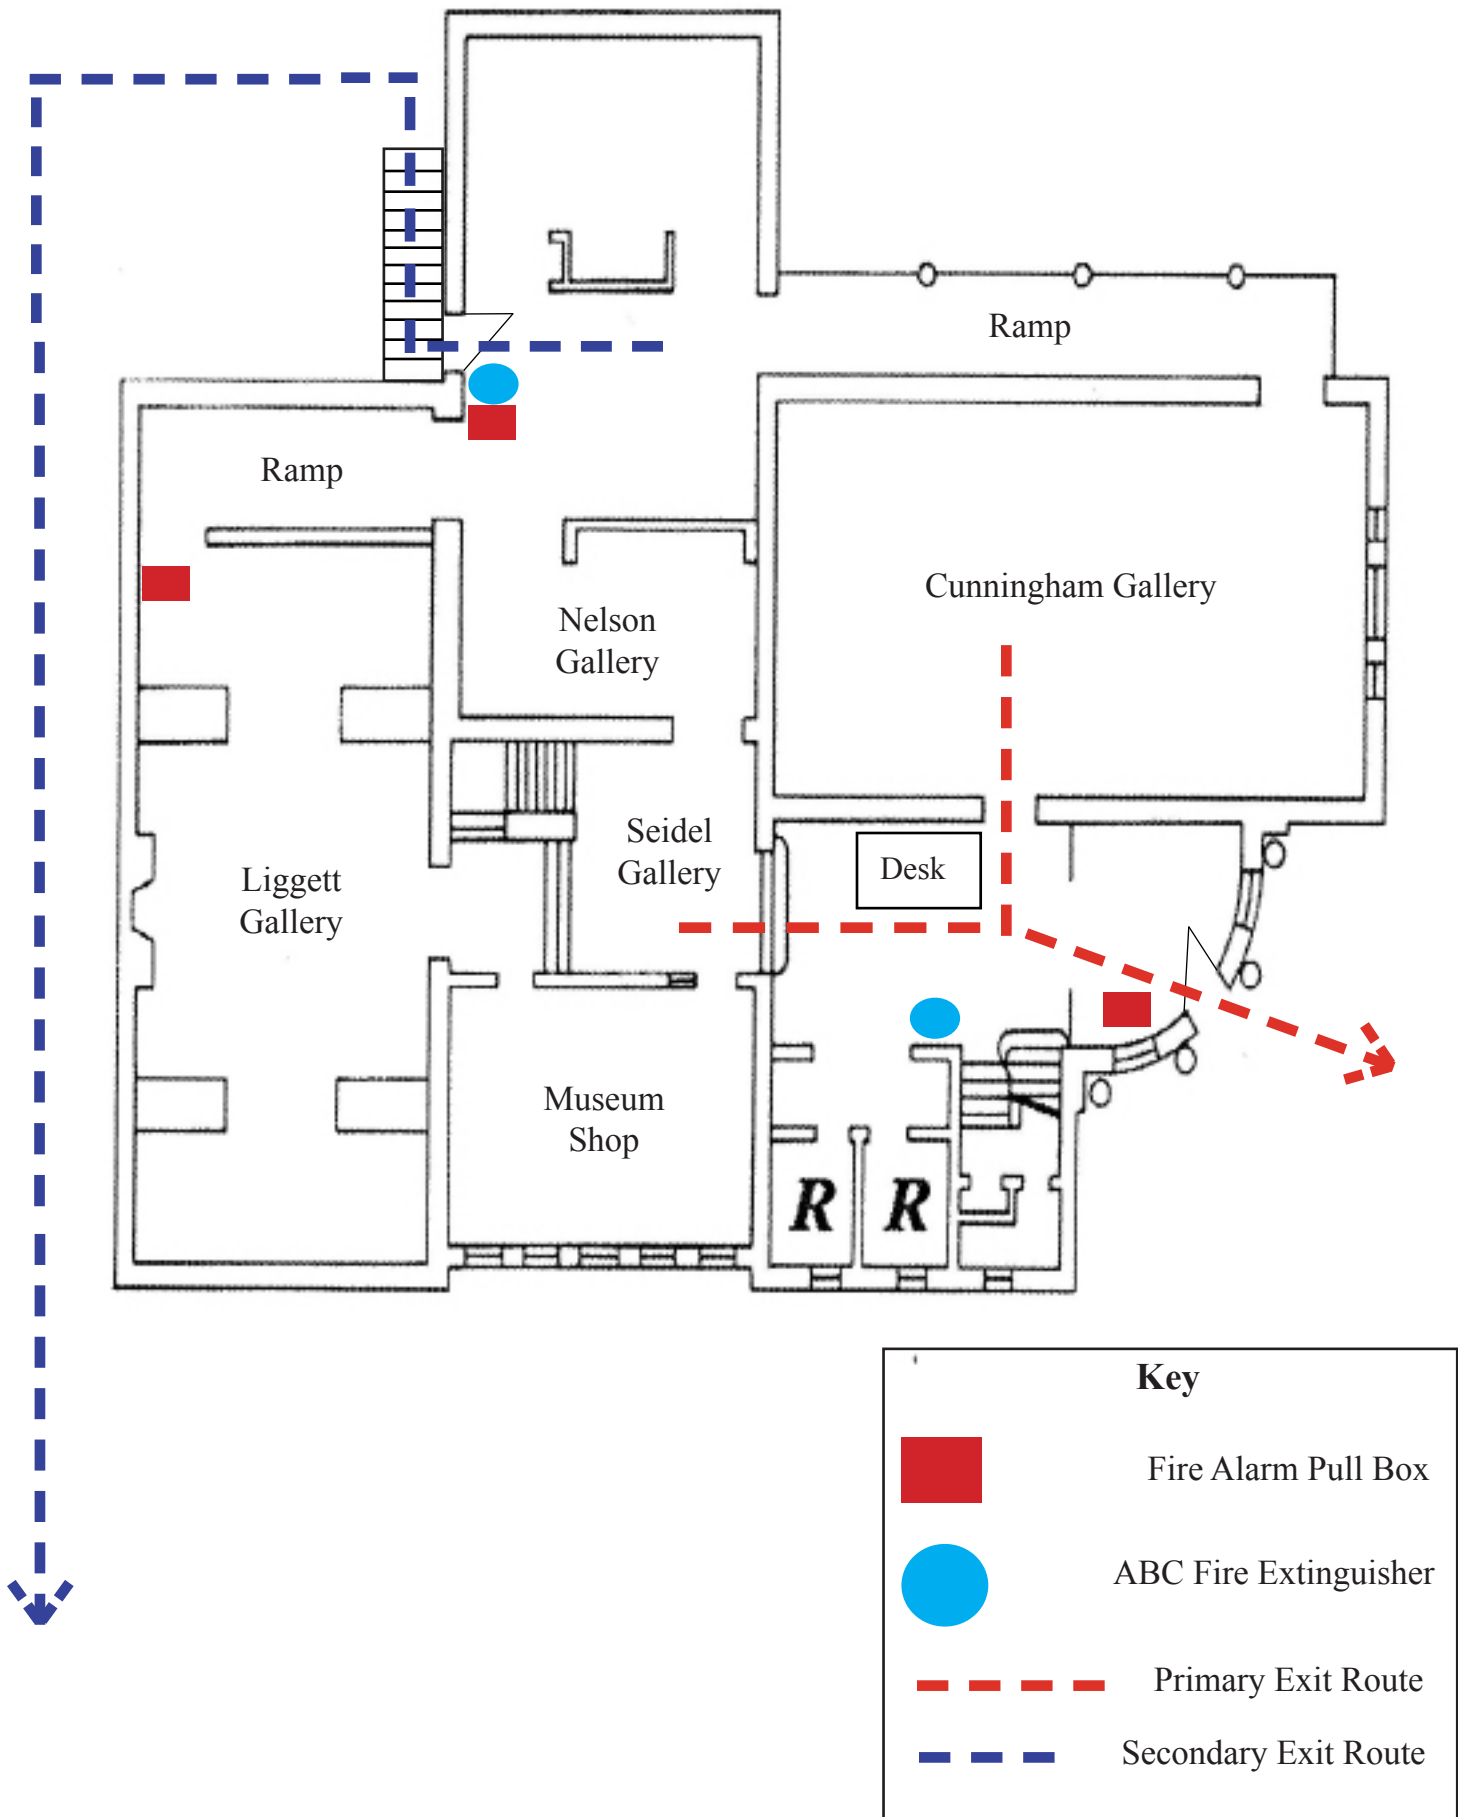 Ramp
Ramp
Cunningham Gallery
Nelson
Gallery
Seidel
Gallery
Desk
Liggett
Gallery
Museum
Shop
R R
Key
Fire Alarm Pull Box
ABC Fire Extinguisher
Primary Exit Route
Secondary Exit Route